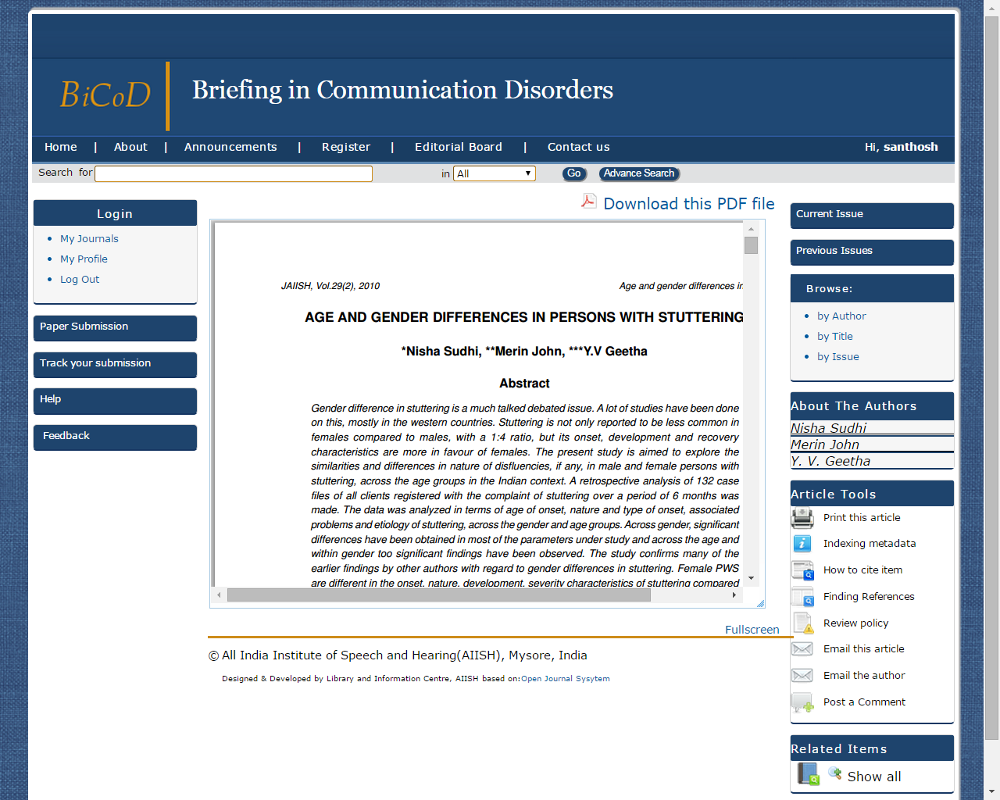 BiCoD
Briefing in Communication Disorders
Home | About | Announcements | Register | Editorial Board | Contact us
Hi, santhosh
Search for in All Go Advance Search
Login
My Journals
My Profile
Log Out
Paper Submission
Track your submission
Help
Feedback
Download this PDF file
JAIISH, Vol.29(2), 2010 Age and gender differences in
AGE AND GENDER DIFFERENCES IN PERSONS WITH STUTTERING
*Nisha Sudhi, **Merin John, ***Y.V Geetha
Abstract
Gender difference in stuttering is a much talked debated issue. A lot of studies have been done
on this, mostly in the western countries. Stuttering is not only reported to be less common in
females compared to males, with a 1:4 ratio, but its onset, development and recovery
characteristics are more in favour of females. The present study is aimed to explore the
similarities and differences in nature of disfluencies, if any, in male and female persons with
stuttering, across the age groups in the Indian context. A retrospective analysis of 132 case
files of all clients registered with the complaint of stuttering over a period of 6 months was
made. The data was analyzed in terms of age of onset, nature and type of onset, associated
problems and etiology of stuttering, across the gender and age groups. Across gender, significant
differences have been obtained in most of the parameters under study and across the age and
within gender too significant findings have been observed. The study confirms many of the
earlier findings by other authors with regard to gender differences in stuttering. Female PWS
are different in the onset, nature, development, severity characteristics of stuttering compared
Fullscreen
© All India Institute of Speech and Hearing(AIISH), Mysore, India
Designed & Developed by Library and Information Centre, AIISH based on:Open Journal Sysytem
Current Issue
Previous Issues
Browse:
by Author
by Title
by Issue
About The Authors
Nisha Sudhi
Merin John
Y. V. Geetha
Article Tools
Print this article
Indexing metadata
How to cite item
Finding References
Review policy
Email this article
Email the author
Post a Comment
Related Items
Show all